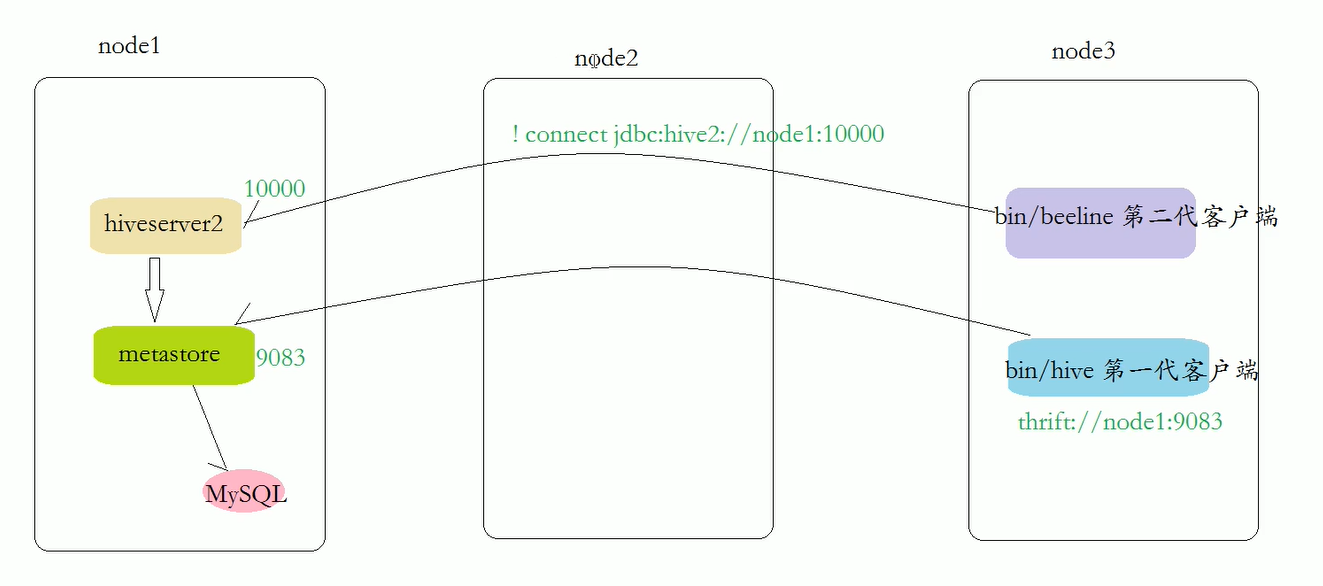 node1
node2
node3
! connect jdbc:hive2://node1:10000
10000
hiveserver2
bin/beeline 第二代客户端
metastore
9083
bin/hive 第一代客户端
thrift://node1:9083
MySQL